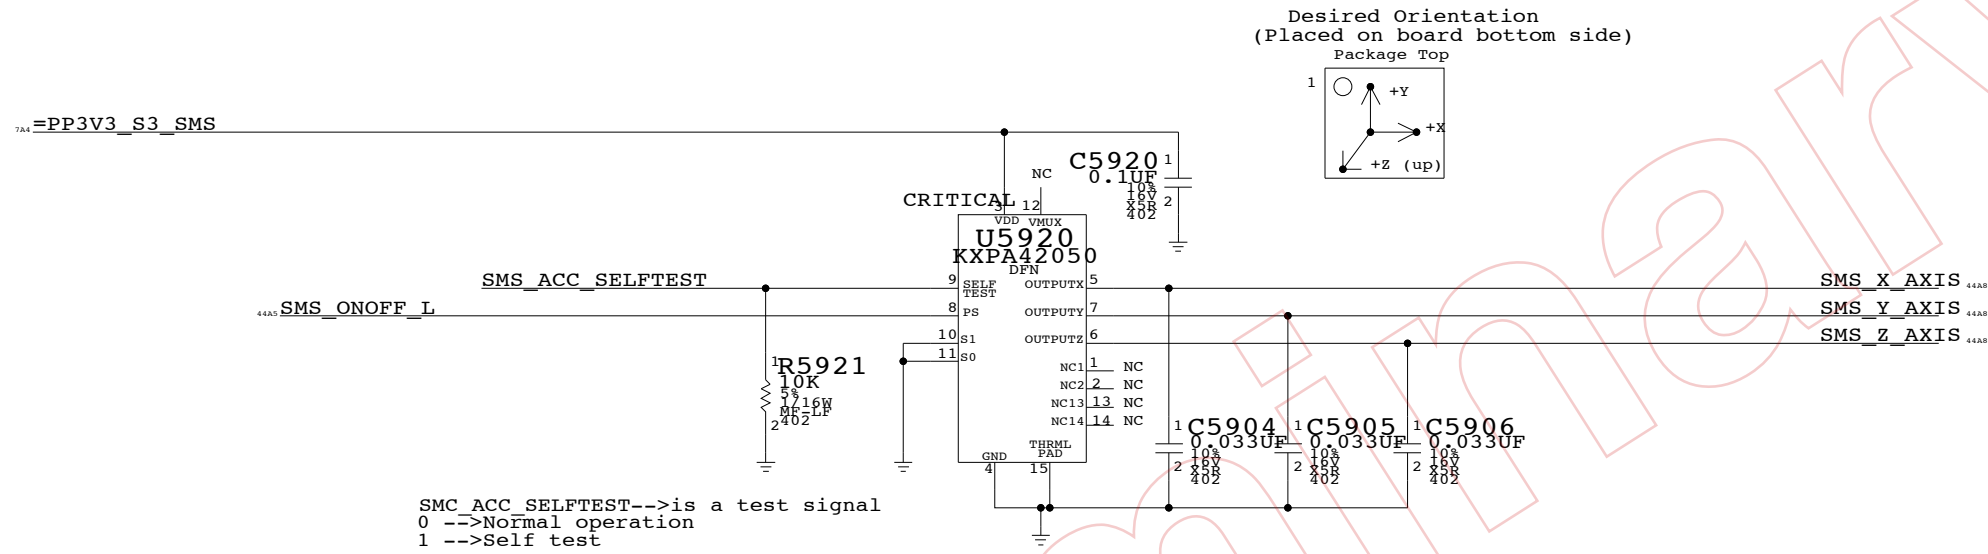 Desired Orientation
(Placed on board bottom side)
Package Top
1
+Y
+X
+Z (up)
7A4 =PP3V3_S3_SMS
C5920
0.1UF
10%
16V
X5R
402
1
2
NC
CRITICAL
3
12
VDD
VMUX
U5920
KXPA42050
DFN
SMS_ACC_SELFTEST
9
SELF
TEST
OUTPUTX
5
SMS_X_AXIS 44A8
44A5 SMS_ONOFF_L
8
PS
OUTPUTY
7
SMS_Y_AXIS 44A8
10
S1
OUTPUTZ
6
SMS_Z_AXIS 44A8
11
S0
NC1
1
NC
NC2
2
NC
NC13
13
NC
NC14
14
NC
1
R5921
10K
5%
1/16W
MF-LF
402
2
1
C5904
0.033UF
10%
16V
X5R
402
2
1
C5905
0.033UF
10%
16V
X5R
402
2
1
C5906
0.033UF
10%
16V
X5R
402
2
GND
THRML
PAD
4
15
SMC_ACC_SELFTEST-->is a test signal
0 -->Normal operation
1 -->Self test